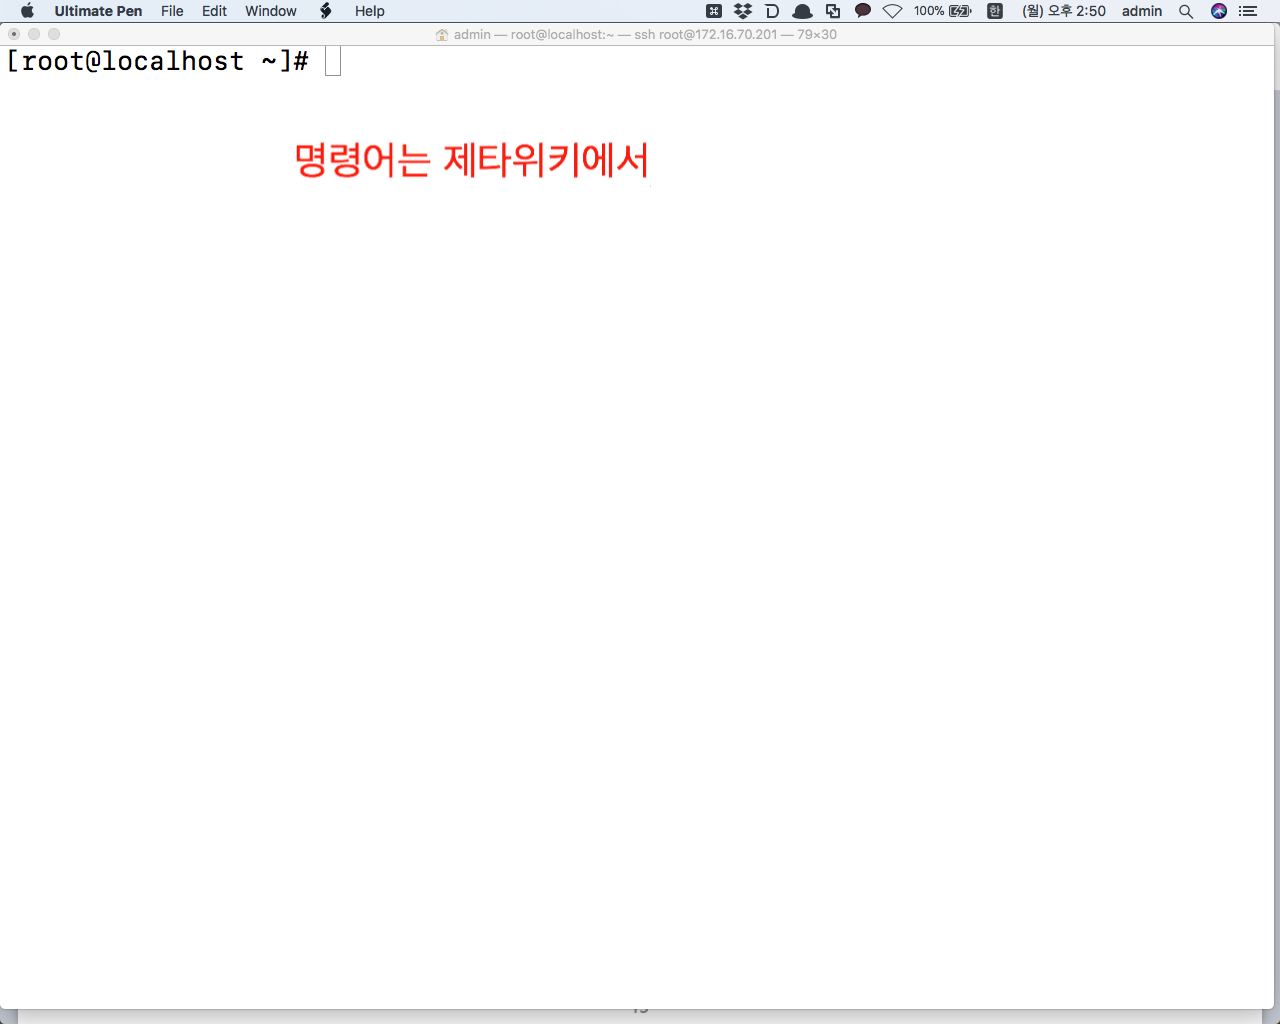 Ultimate Pen File Edit Window Help 100% 한 (월) 오후 2:50 admin
admin — root@localhost:~ — ssh root@172.16.70.201 — 79×30
[root@localhost ~]#
명령어는 제타위키에서